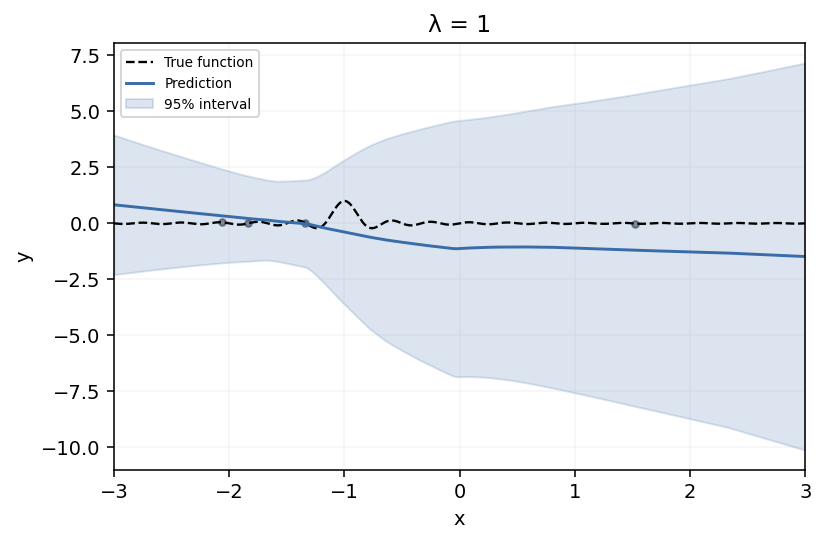 λ = 1
True function
Prediction
95% interval
7.5
5.0
2.5
0.0
−2.5
−5.0
−7.5
−10.0
y
−3 −2 −1 0 1 2 3
x